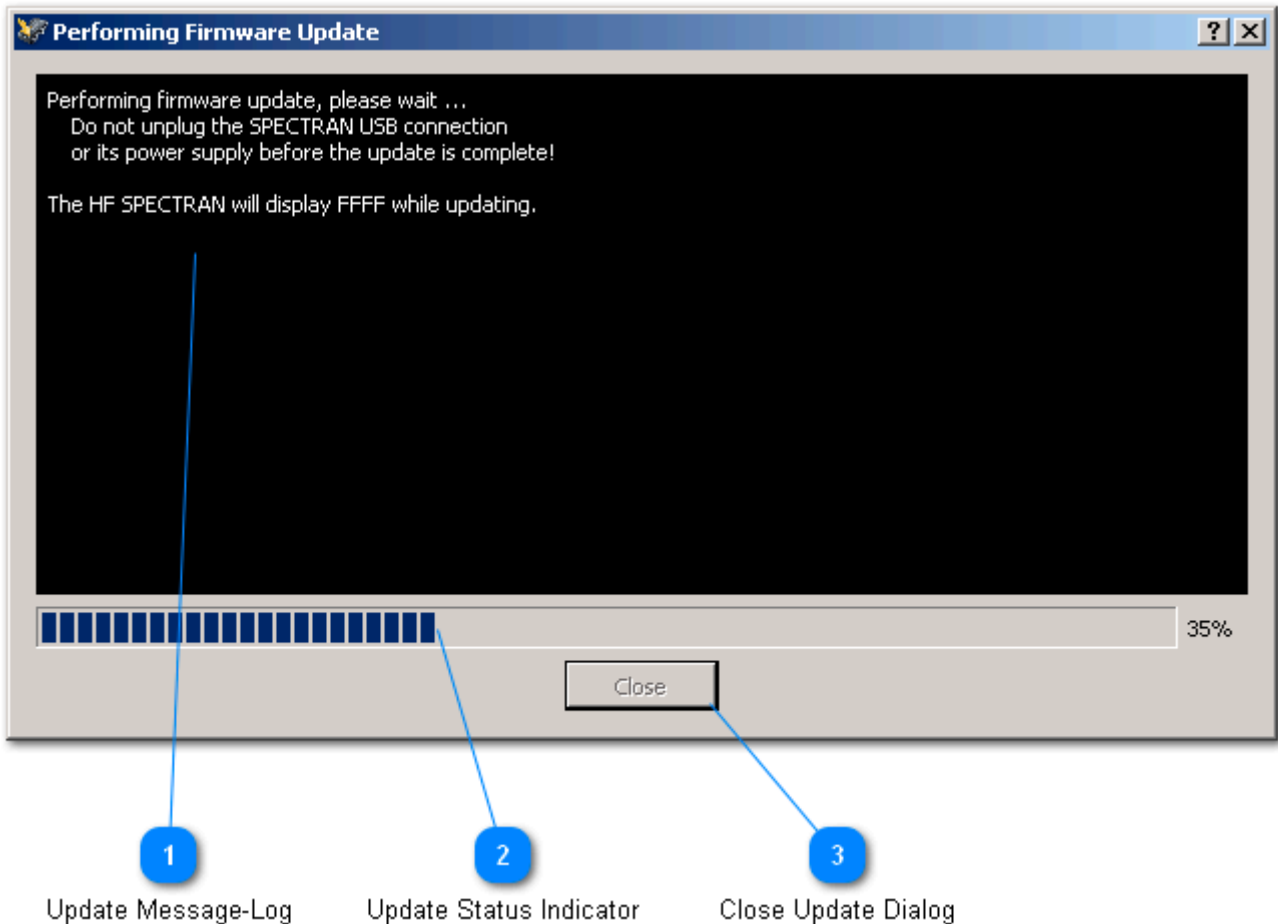 Performing Firmware Update
Performing firmware update, please wait ...
Do not unplug the SPECTRAN USB connection
or its power supply before the update is complete!
The HF SPECTRAN will display FFFF while updating.
35%
Close
1
2
3
Update Message-Log
Update Status Indicator
Close Update Dialog